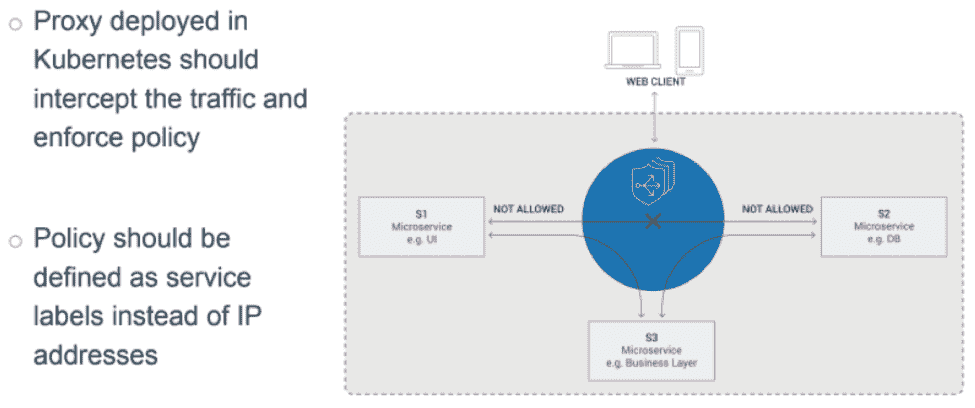 Proxy deployed in
Kubernetes should
intercept the traffic and
enforce policy
Policy should be
defined as service
labels instead of IP
addresses
WEB CLIENT
S1
Microservice
e.g. UI
NOT ALLOWED
NOT ALLOWED
S2
Microservice
e.g. DB
S3
Microservice
e.g. Business Layer